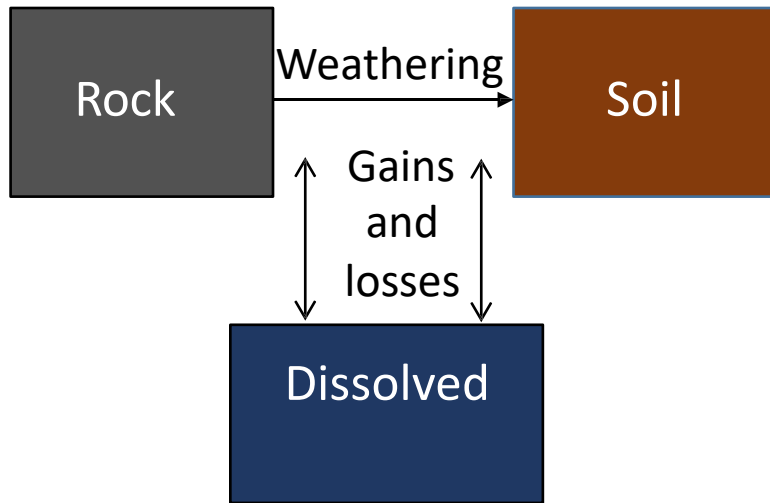 Weathering
Rock
Soil
Gains
and
losses
Dissolved